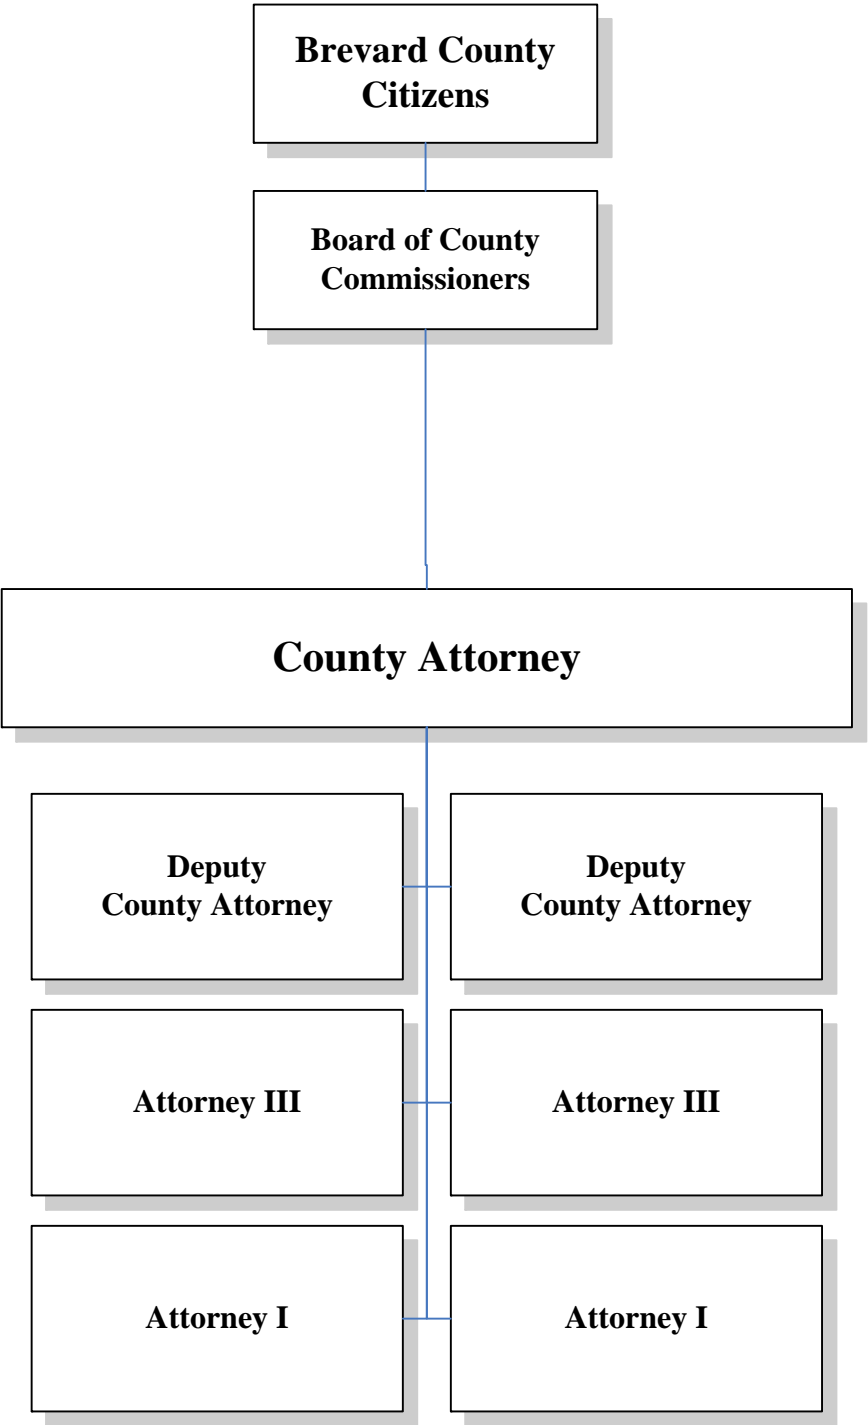 Brevard County
Citizens
Board of County
Commissioners
County Attorney
Deputy
County Attorney
Deputy
County Attorney
Attorney III
Attorney III
Attorney I
Attorney I